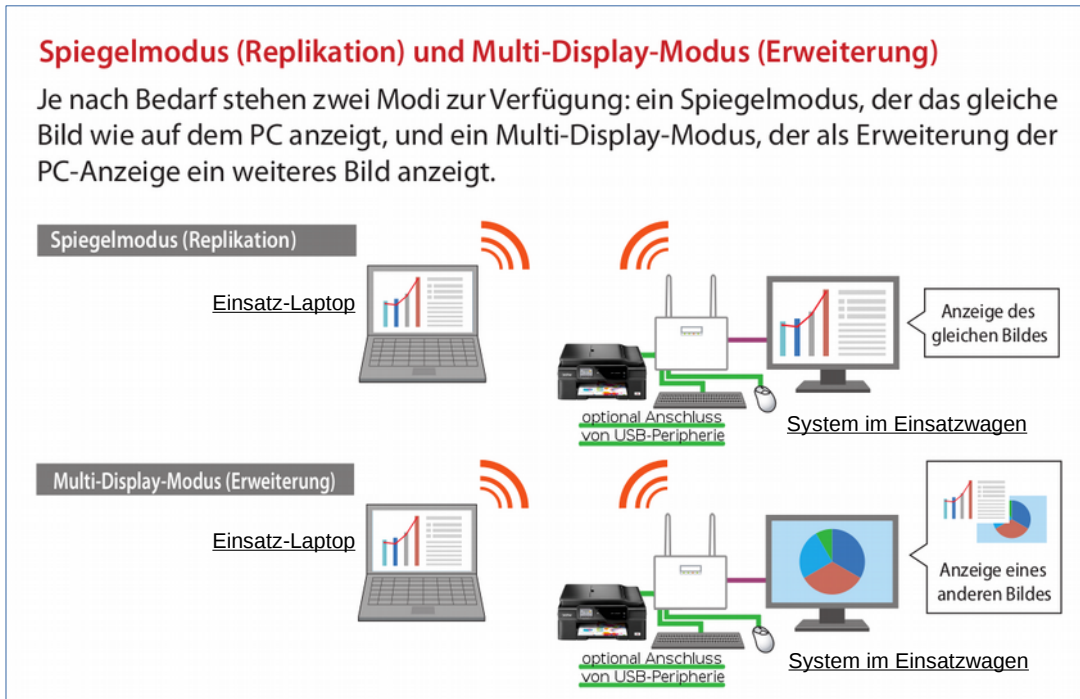 Spiegelmodus (Replikation) und Multi-Display-Modus (Erweiterung)
Je nach Bedarf stehen zwei Modi zur Verfügung: ein Spiegelmodus, der das gleiche
Bild wie auf dem PC anzeigt, und ein Multi-Display-Modus, der als Erweiterung der
PC-Anzeige ein weiteres Bild anzeigt.
Spiegelmodus (Replikation)
Einsatz-Laptop
Anzeige des
gleichen Bildes
optional Anschluss
von USB-Peripherie
System im Einsatzwagen
Multi-Display-Modus (Erweiterung)
Einsatz-Laptop
Anzeige eines
anderen Bildes
optional Anschluss
von USB-Peripherie
System im Einsatzwagen